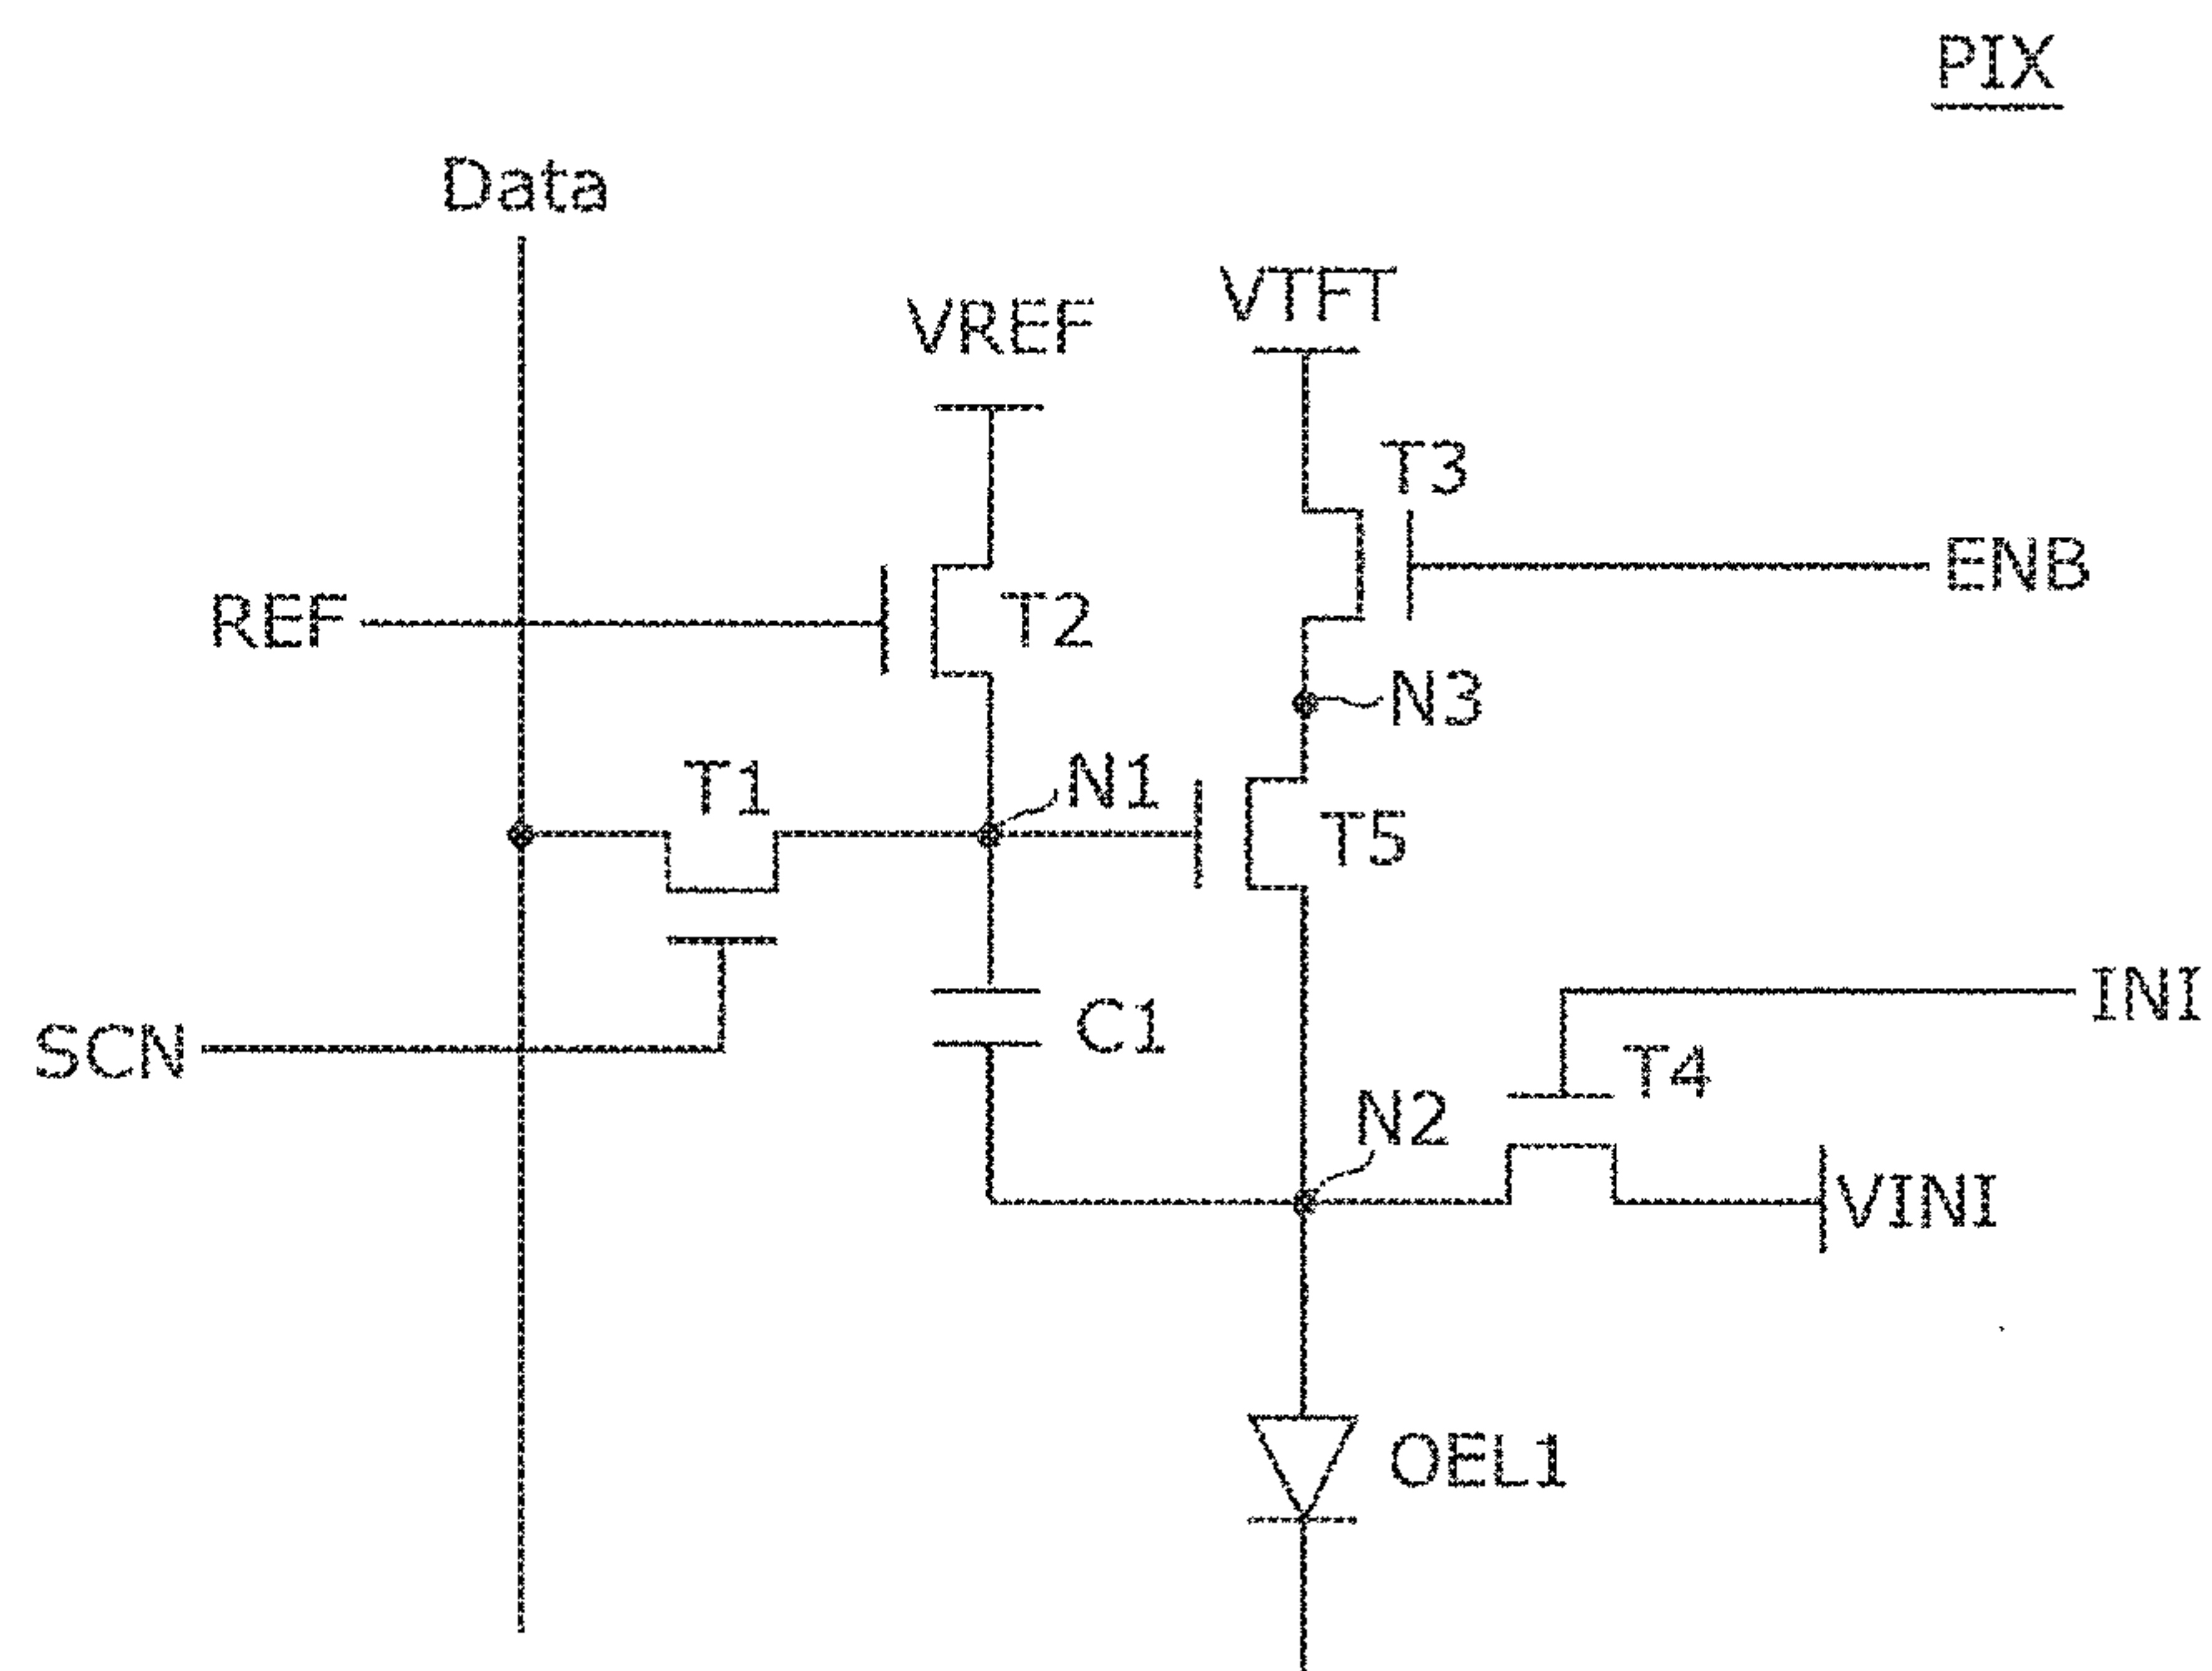 PIX
Data
VREF
VTFT
T3
REF
T2
ENB
N3
T1
N1
T5
SCN
C1
INI
T4
N2
VINI
OEL1